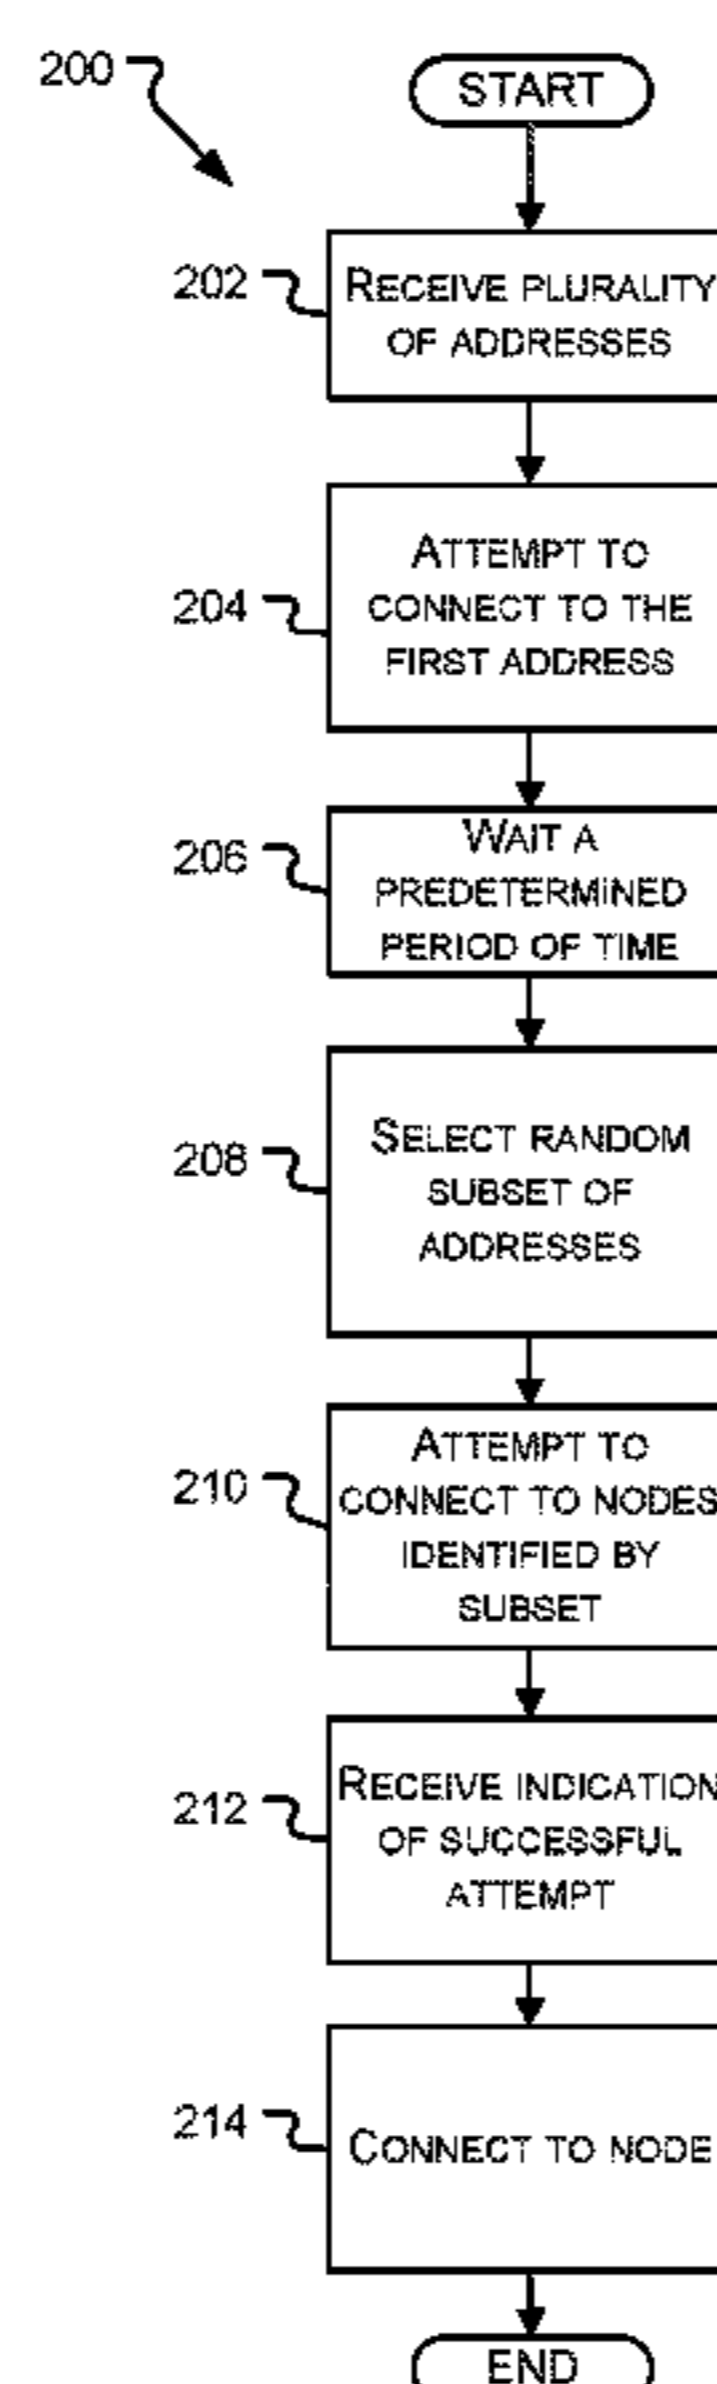 200
START
202
RECEIVE PLURALITY
OF ADDRESSES
204
ATTEMPT TO
CONNECT TO THE
FIRST ADDRESS
206
WAIT A
PREDETERMINED
PERIOD OF TIME
208
SELECT RANDOM
SUBSET OF
ADDRESSES
210
ATTEMPT TO
CONNECT TO NODES
IDENTIFIED BY
SUBSET
212
RECEIVE INDICATION
OF SUCCESSFUL
ATTEMPT
214
CONNECT TO NODE
END